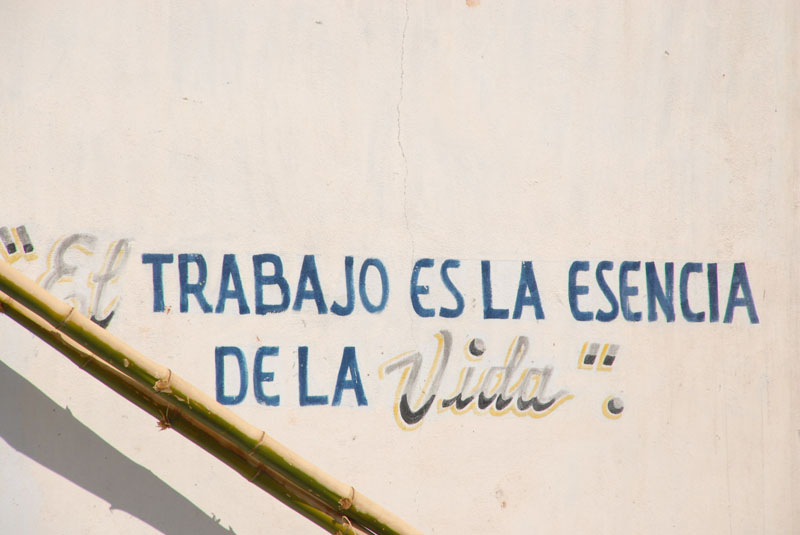 "El TRABAJO ES LA ESENCIA
DE LA Vida".